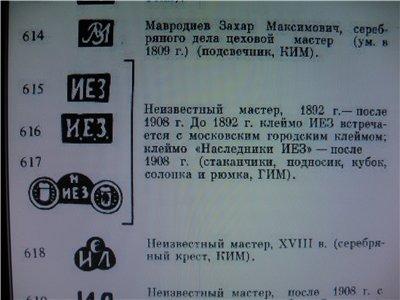 614
Мавродиев Захар Максимович, сереб-
ряного дела цеховой мастер (ум. в
1809 г.) (подсвечник, КИМ).
615
ИЕЗ
616
И.Е.З.
617
Н
ИЕЗ
Неизвестный мастер, 1892 г.— после
1908 г. До 1892 г. клеймо ИЕЗ встреча-
ется с московским городским клеймом;
клеймо «Наследники ИЕЗ» — после
1908 г. (стаканчики, подносик, кубок,
солонка и рюмка, ГИМ).
618
С
ИЛ
Неизвестный мастер, XVIII в. (серебря-
ный крест, КИМ).
Неизвестный мастер, после 1908 г. с